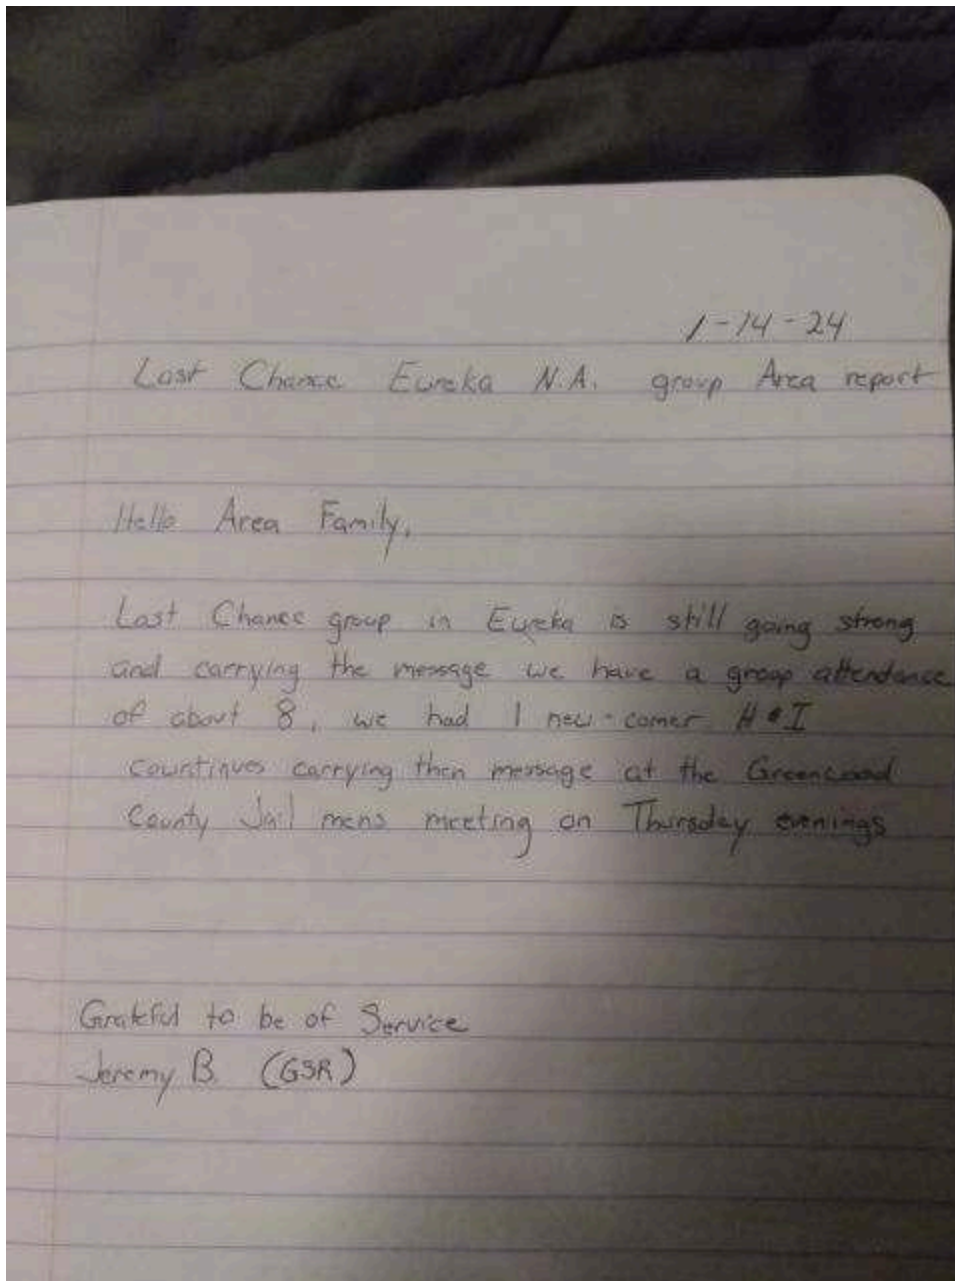 1-14-24
Last Chance Eureka N.A. group Area report
Hello Area Family,
Last Chance group in Eureka is still going strong
and carrying the message we have a group attendance
of about 8, we had 1 new-comer H&I
countinues carrying then message at the Greenwood
County Jail mens meeting on Thursday evenings
Grateful to be of Service
Jeremy B. (GSR)